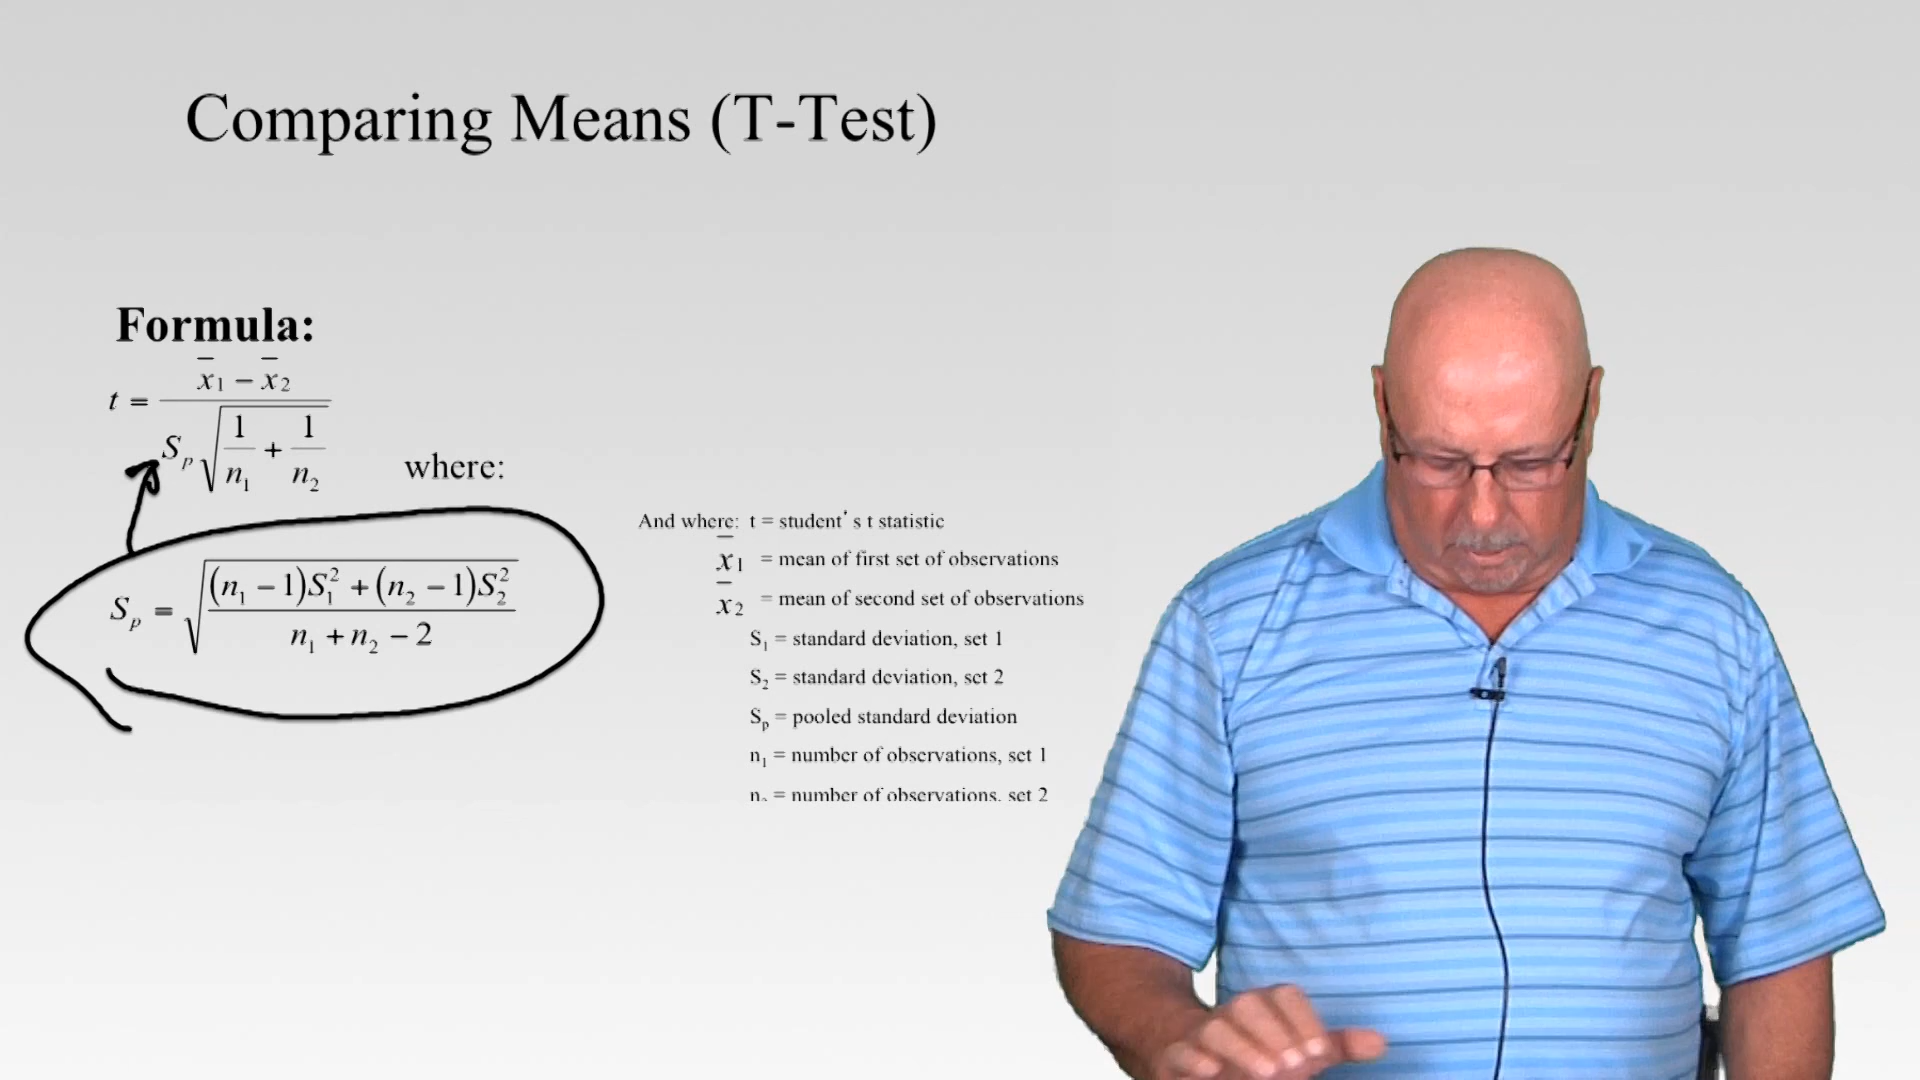 Comparing Means (T-Test)
Formula:
t = (x̄₁ − x̄₂) / (Sₚ √(1/n₁ + 1/n₂))
where:
Sₚ = √(((n₁ − 1)S₁² + (n₂ − 1)S₂²) / (n₁ + n₂ − 2))
And where: t = student's t statistic
x̄₁ = mean of first set of observations
x̄₂ = mean of second set of observations
S₁ = standard deviation, set 1
S₂ = standard deviation, set 2
Sₚ = pooled standard deviation
n₁ = number of observations, set 1
n₂ = number of observations, set 2